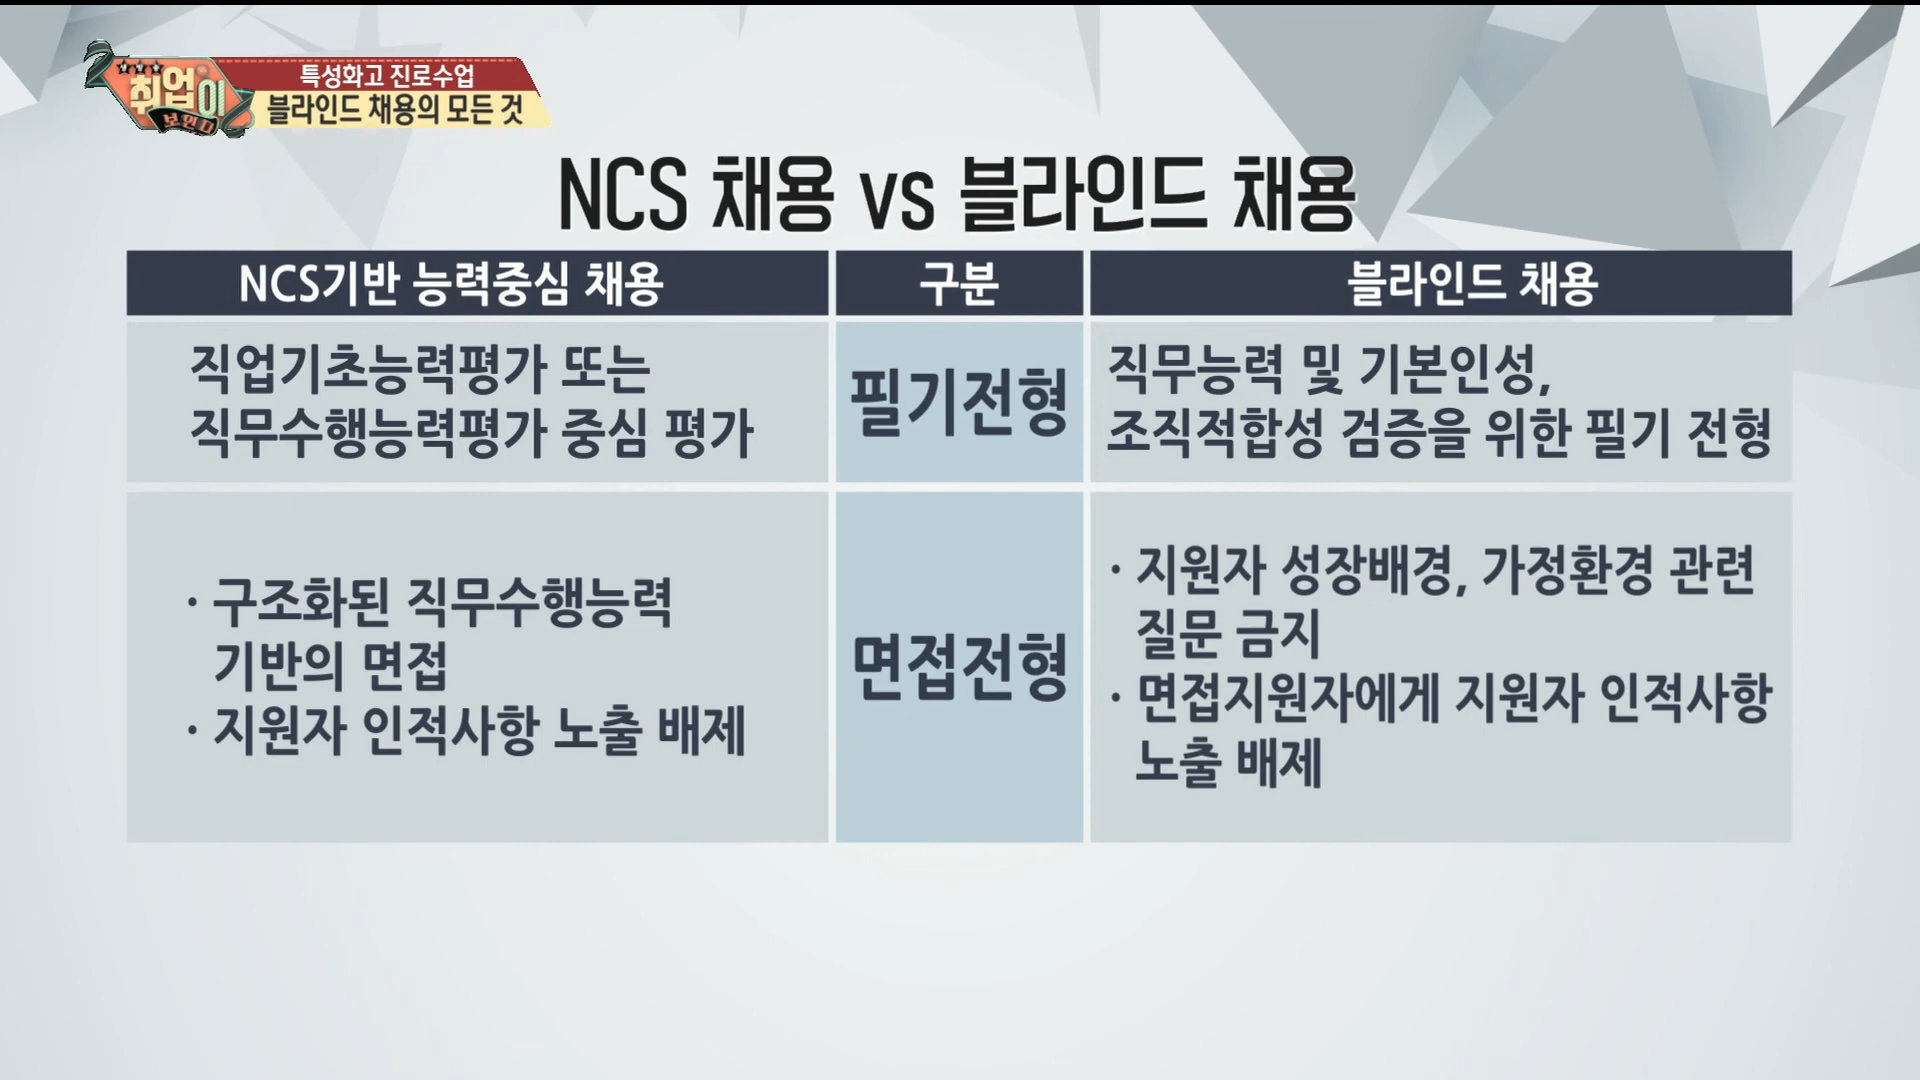 취업이
보인다
특성화고 진로수업
블라인드 채용의 모든 것
NCS 채용 vs 블라인드 채용
NCS기반 능력중심 채용
구분
블라인드 채용
직업기초능력평가 또는
직무수행능력평가 중심 평가
필기전형
직무능력 및 기본인성,
조직적합성 검증을 위한 필기 전형
· 구조화된 직무수행능력
기반의 면접
· 지원자 인적사항 노출 배제
면접전형
· 지원자 성장배경, 가정환경 관련
질문 금지
· 면접지원자에게 지원자 인적사항
노출 배제